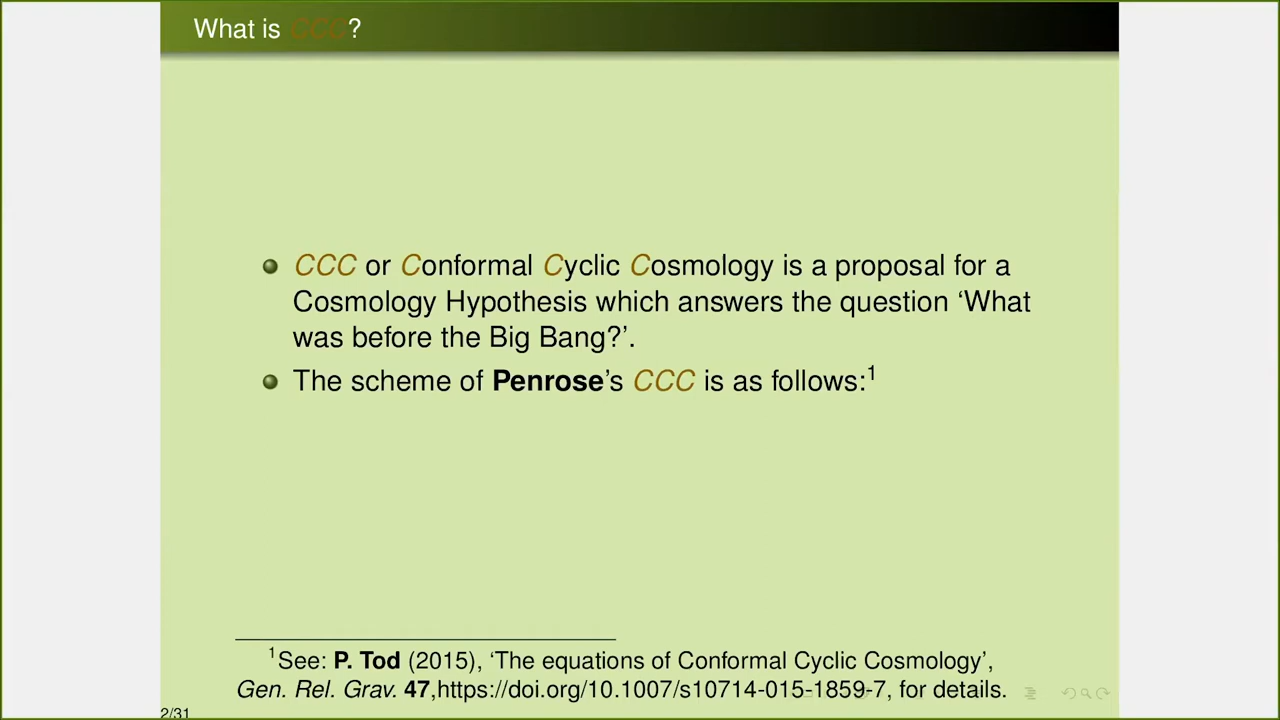 What is CCC?
CCC or Conformal Cyclic Cosmology is a proposal for a
Cosmology Hypothesis which answers the question ‘What
was before the Big Bang?’.
The scheme of Penrose’s CCC is as follows:1
1See: P. Tod (2015), ‘The equations of Conformal Cyclic Cosmology’,
Gen. Rel. Grav. 47,https://doi.org/10.1007/s10714-015-1859-7, for details.
2/31